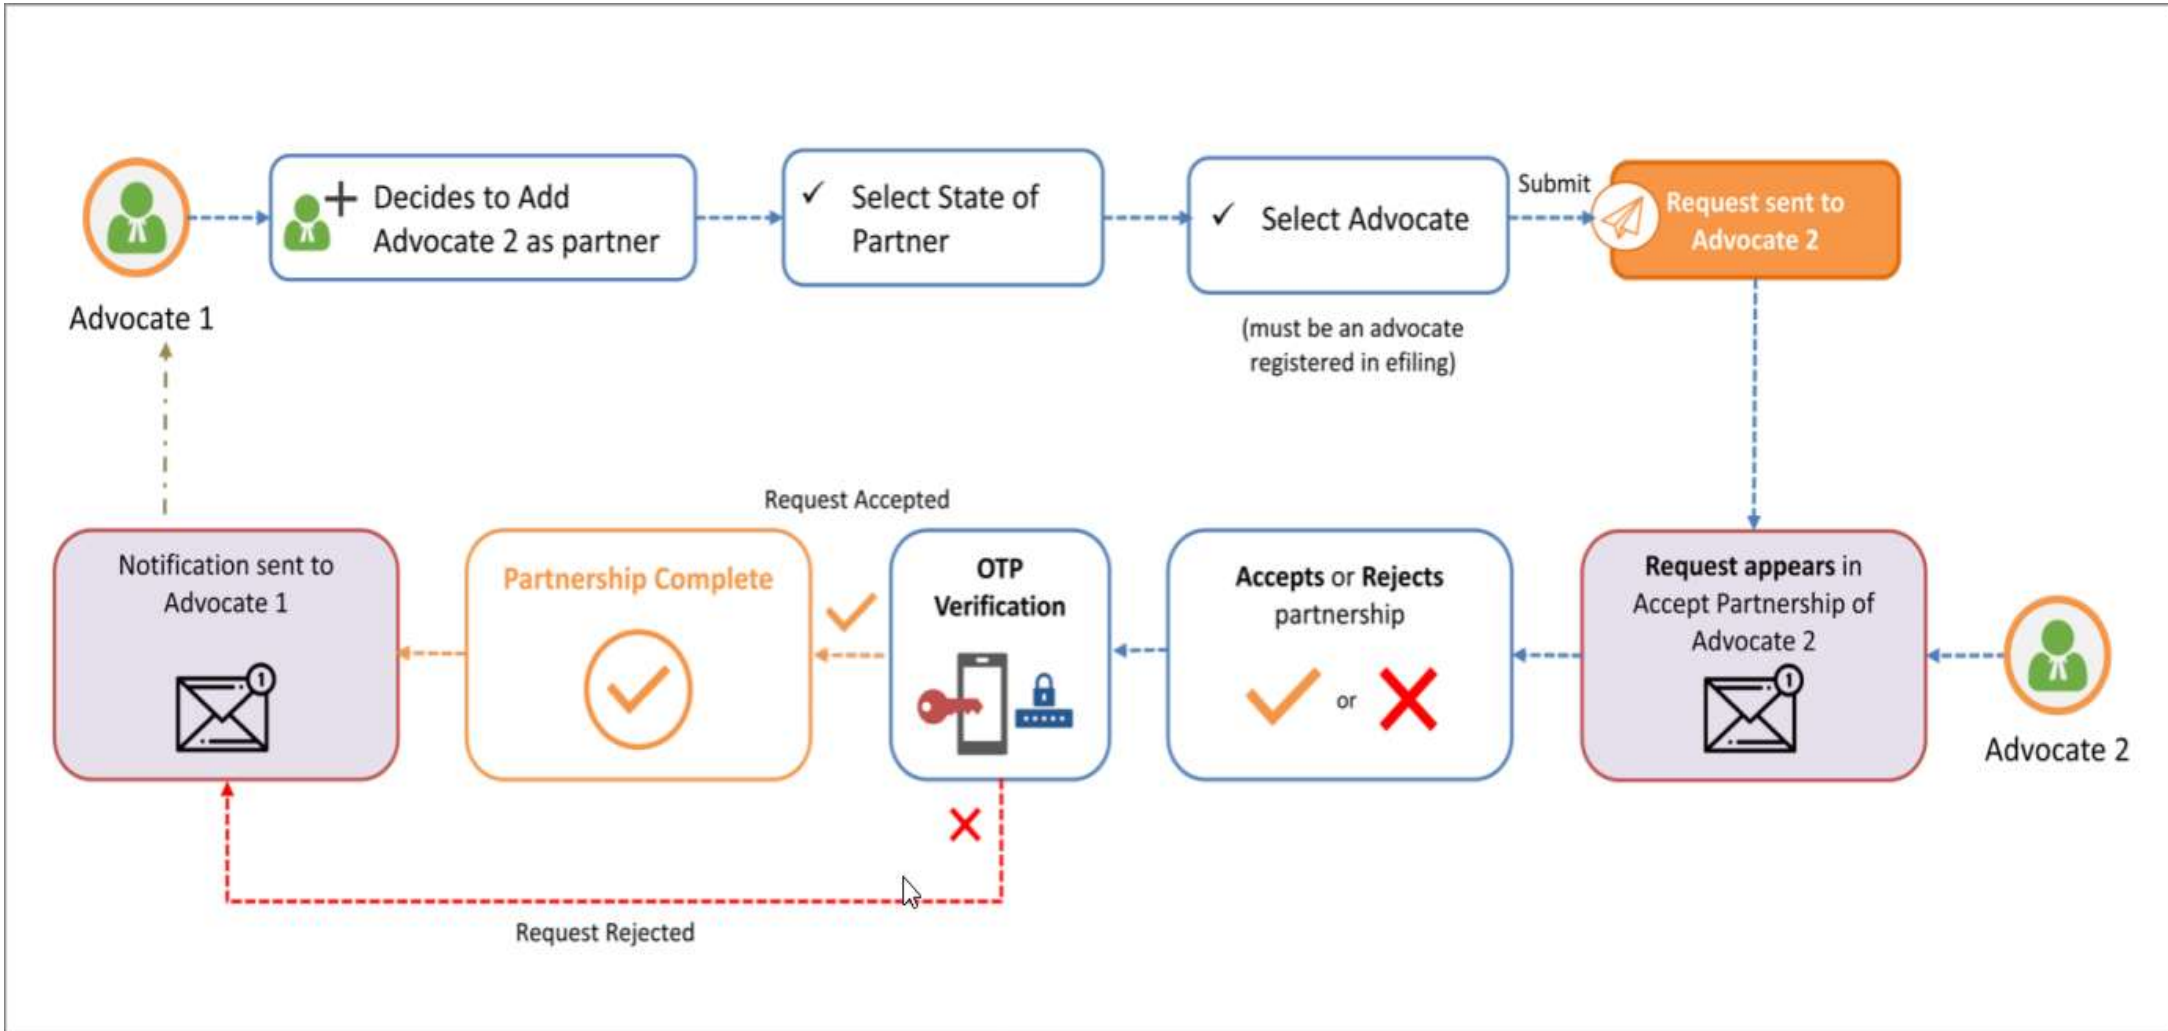 Decides to Add
Advocate 2 as partner
Select State of
Partner
Select Advocate
Submit
Request sent to
Advocate 2
Advocate 1
(must be an advocate
registered in efiling)
Request Accepted
Notification sent to
Advocate 1
1
Partnership Complete
OTP
Verification
Accepts or Rejects
partnership
or
Request appears in
Accept Partnership of
Advocate 2
1
Advocate 2
Request Rejected